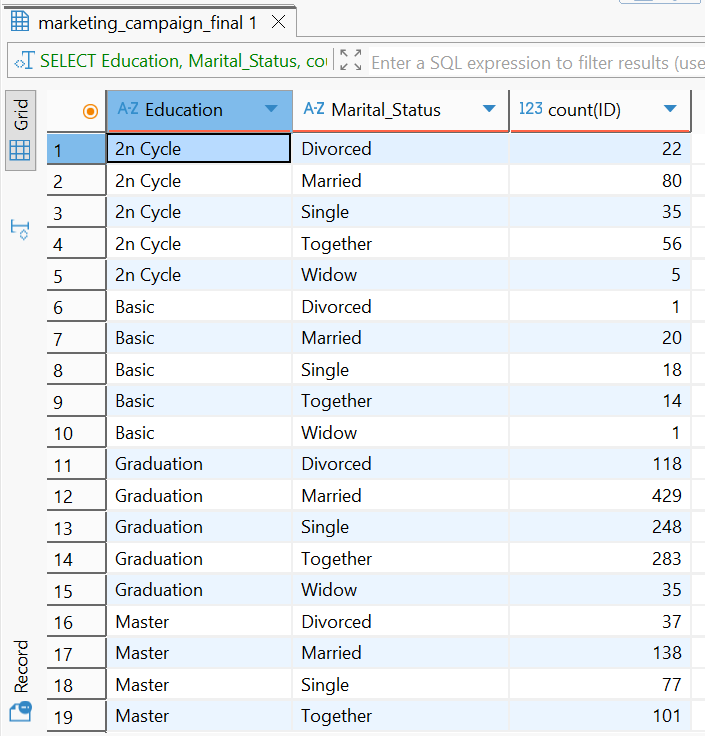 marketing_campaign_final 1
SELECT Education, Marital_Status, cou Enter a SQL expression to filter results (use
Grid
A-Z Education A-Z Marital_Status 123 count(ID)
1 2n Cycle Divorced 22
2 2n Cycle Married 80
3 2n Cycle Single 35
4 2n Cycle Together 56
5 2n Cycle Widow 5
6 Basic Divorced 1
7 Basic Married 20
8 Basic Single 18
9 Basic Together 14
10 Basic Widow 1
11 Graduation Divorced 118
12 Graduation Married 429
13 Graduation Single 248
14 Graduation Together 283
15 Graduation Widow 35
16 Master Divorced 37
17 Master Married 138
18 Master Single 77
19 Master Together 101
Record